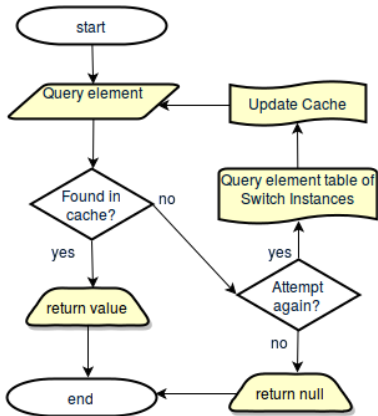 start
Query element
Update Cache
Query element table of
Switch Instances
Found in
cache?
no
yes
yes
Attempt
again?
return value
no
end
return null